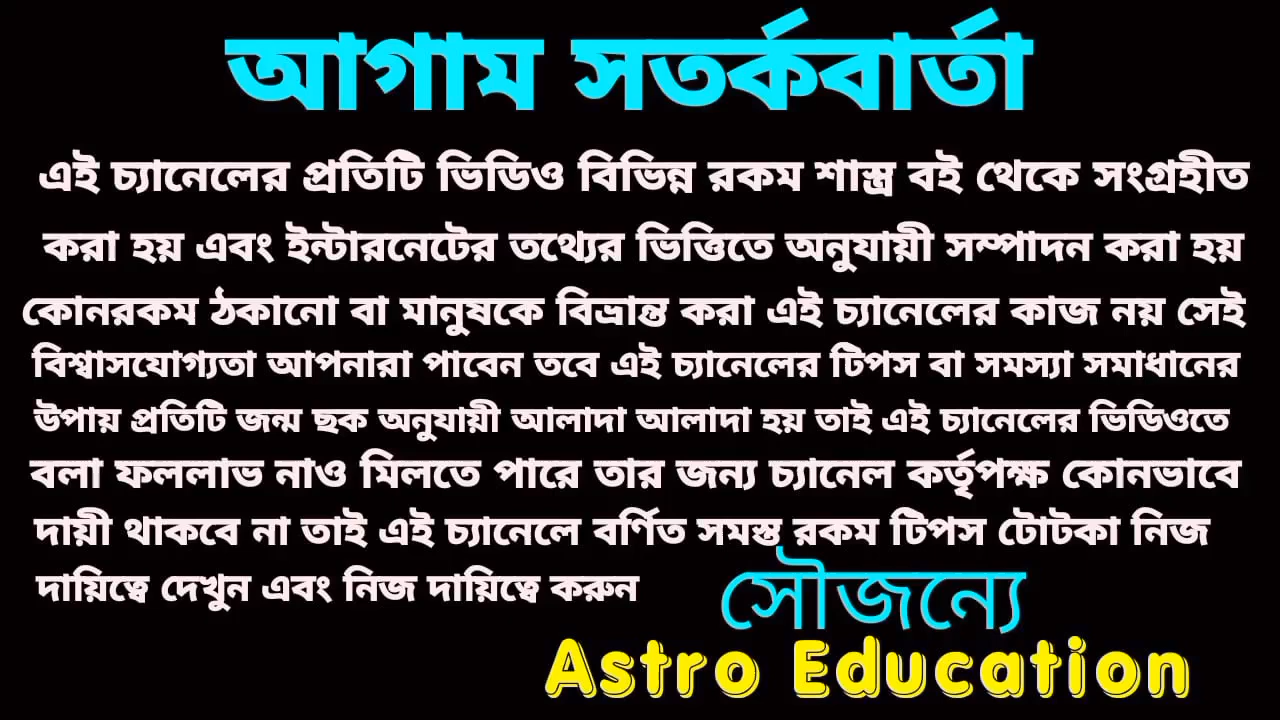 আগাম সতর্কবার্তা
এই চ্যানেলের প্রতিটি ভিডিও বিভিন্ন রকম শাস্ত্র বই থেকে সংগ্রহীত
করা হয় এবং ইন্টারনেটের তথ্যের ভিত্তিতে অনুযায়ী সম্পাদন করা হয়
কোনরকম ঠকানো বা মানুষকে বিভ্রান্ত করা এই চ্যানেলের কাজ নয় সেই
বিশ্বাসযোগ্যতা আপনারা পাবেন তবে এই চ্যানেলের টিপস বা সমস্যা সমাধানের
উপায় প্রতিটি জন্ম ছক অনুযায়ী আলাদা আলাদা হয় তাই এই চ্যানেলের ভিডিওতে
বলা ফললাভ নাও মিলতে পারে তার জন্য চ্যানেল কর্তৃপক্ষ কোনভাবে
দায়ী থাকবে না তাই এই চ্যানেলে বর্ণিত সমস্ত রকম টিপস টোটকা নিজ
দায়িত্বে দেখুন এবং নিজ দায়িত্বে করুন
সৌজন্যে
Astro Education